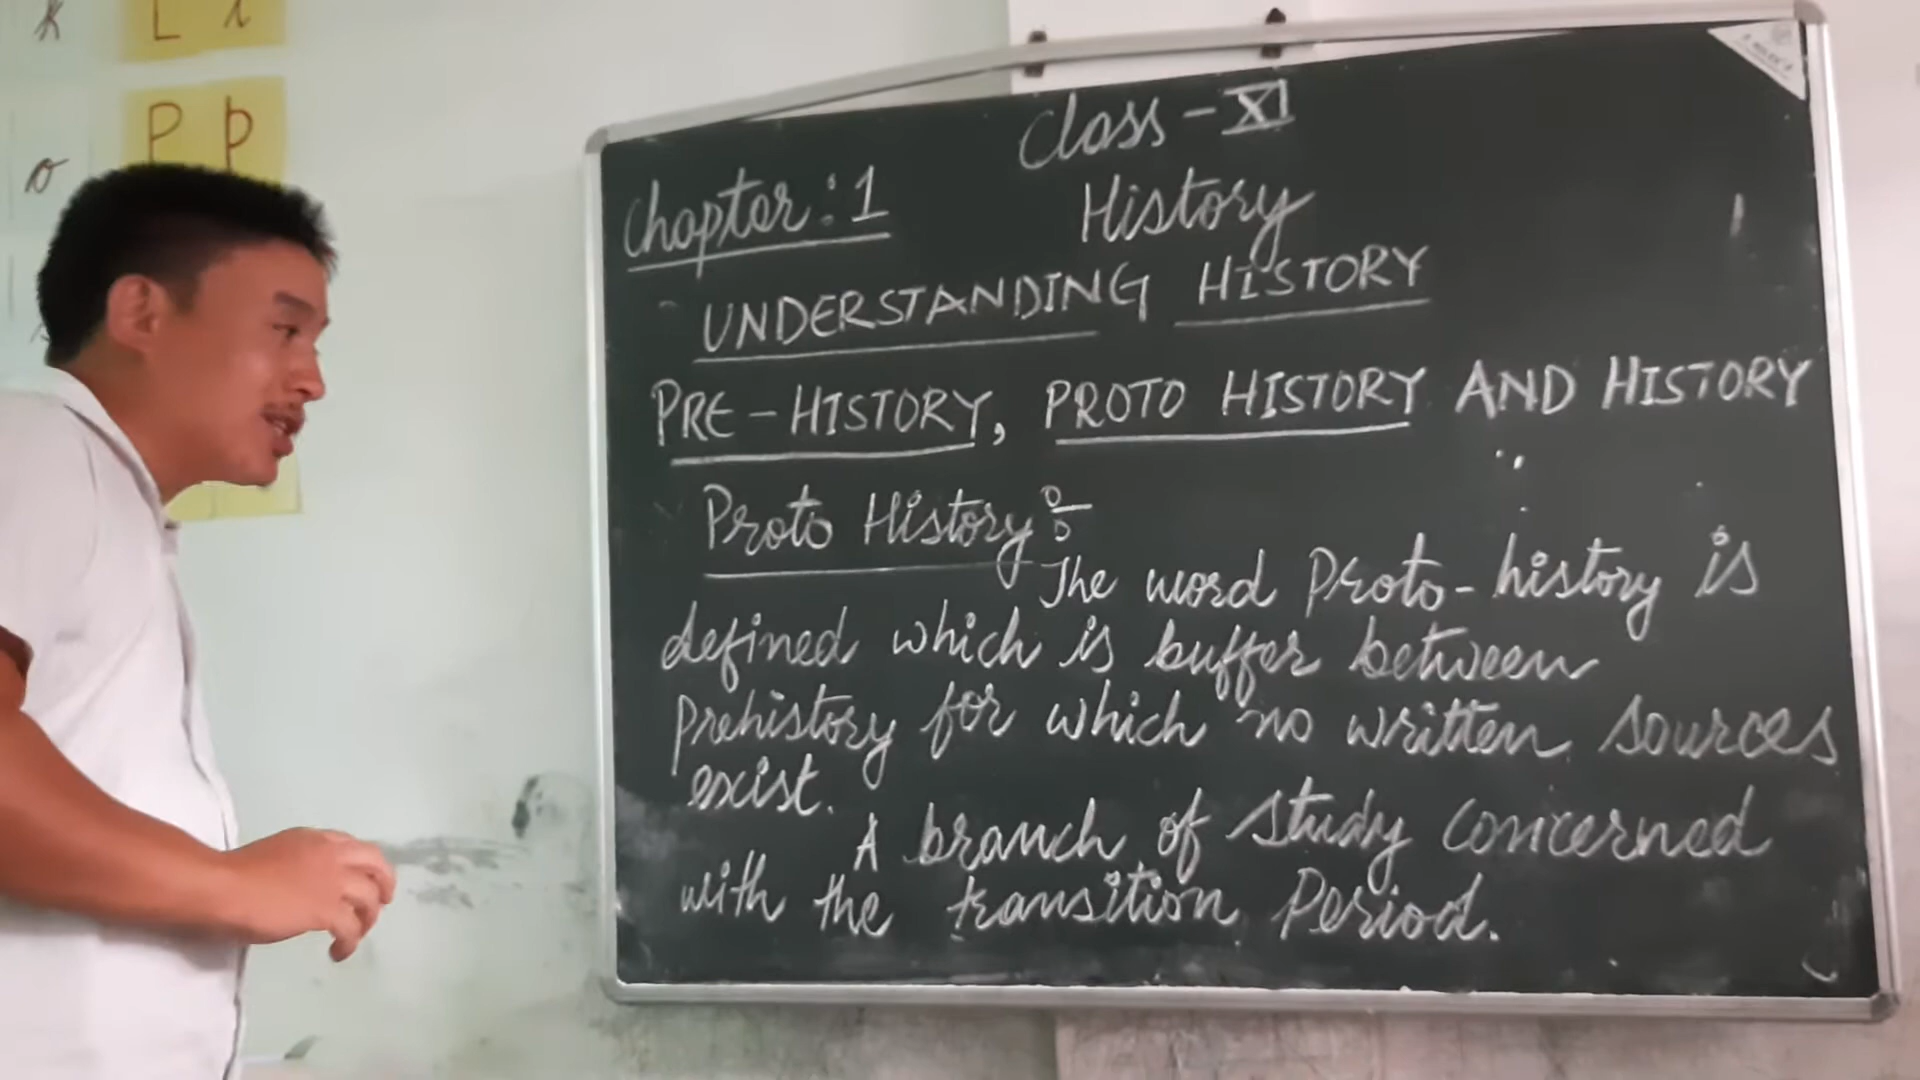 k L l
o P p
Class - XI
Chapter : 1
History
UNDERSTANDING HISTORY
PRE - HISTORY, PROTO HISTORY AND HISTORY
Proto History :-
The word Proto - history is
defined which is buffer between
prehistory for which no written sources
exist.
A branch of study concerned
with the transition Period.